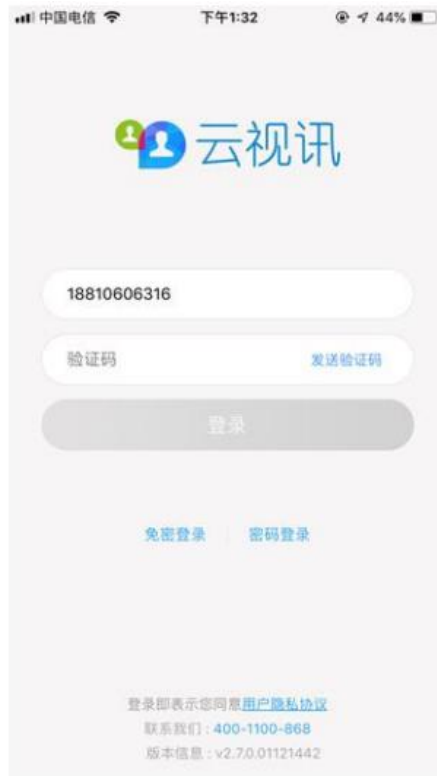 中国电信 下午1:32 44%
云视讯
18810606316
验证码 发送验证码
登录
免密登录 密码登录
登录即表示您同意用户隐私协议
联系我们：400-1100-868
版本信息：v2.7.0.01121442